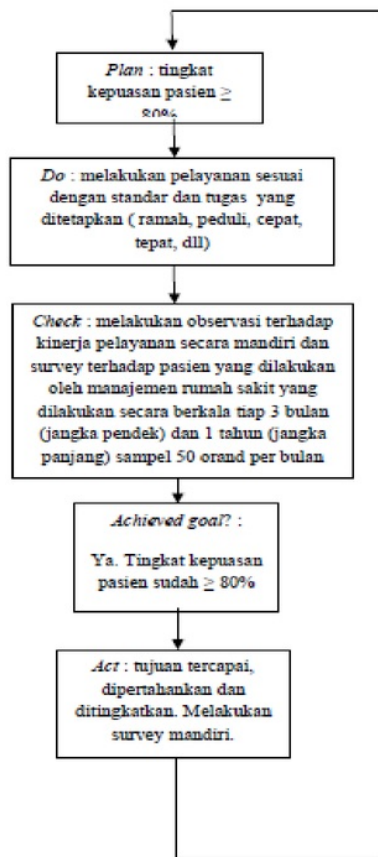 Plan : tingkat
kepuasan pasien ≥
80%
Do : melakukan pelayanan sesuai
dengan standar dan tugas yang
ditetapkan ( ramah, peduli, cepat,
tepat, dll)
Check : melakukan observasi terhadap
kinerja pelayanan secara mandiri dan
survey terhadap pasien yang dilakukan
oleh manajemen rumah sakit yang
dilakukan secara berkala tiap 3 bulan
(jangka pendek) dan 1 tahun (jangka
panjang) sampel 50 orand per bulan
Achieved goal? :
Ya. Tingkat kepuasan
pasien sudah ≥ 80%
Act : tujuan tercapai,
dipertahankan dan
ditingkatkan. Melakukan
survey mandiri.